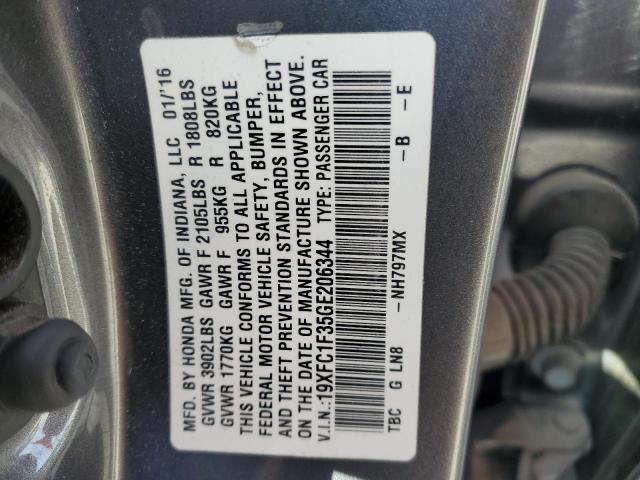 MFD. BY HONDA MFG. OF INDIANA, LLC 01/'16
GVWR 3902LBS GAWR F 2105LBS R 1808LBS
GVWR 1770KG GAWR F 955KG R 820KG
THIS VEHICLE CONFORMS TO ALL APPLICABLE
FEDERAL MOTOR VEHICLE SAFETY, BUMPER,
AND THEFT PREVENTION STANDARDS IN EFFECT
ON THE DATE OF MANUFACTURE SHOWN ABOVE.
V.I.N.:19XFC1F35GE206344 TYPE: PASSENGER CAR
TBC G LN8 –NH797MX –B –E